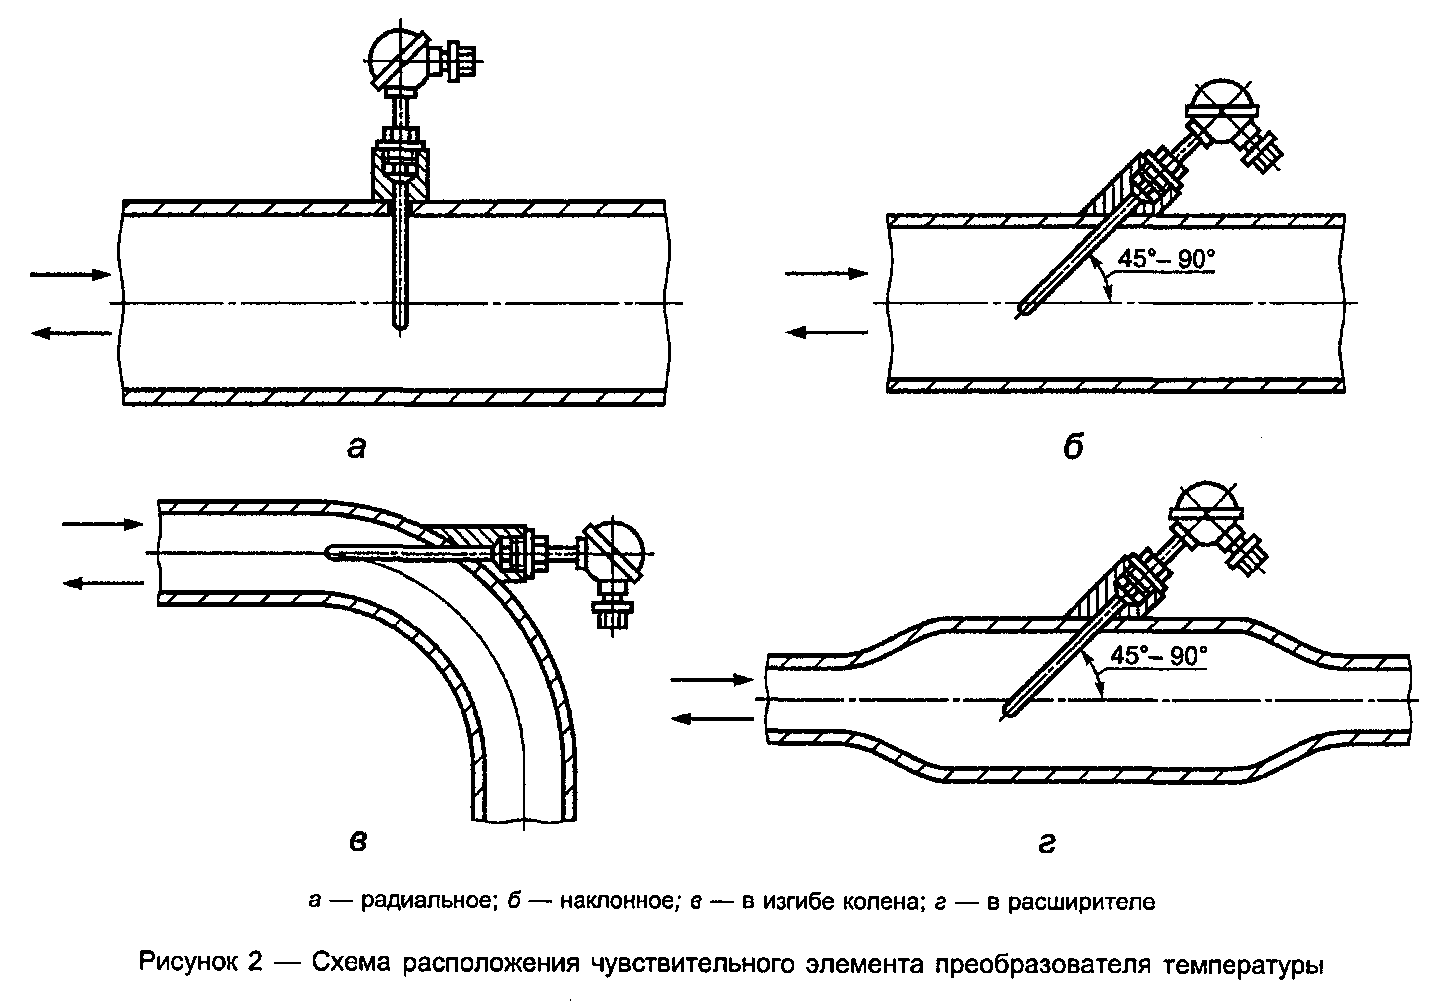 45°– 90°
а
б
45°– 90°
в
г
а — радиальное; б — наклонное; в — в изгибе колена; г — в расширителе
Рисунок 2 — Схема расположения чувствительного элемента преобразователя температуры